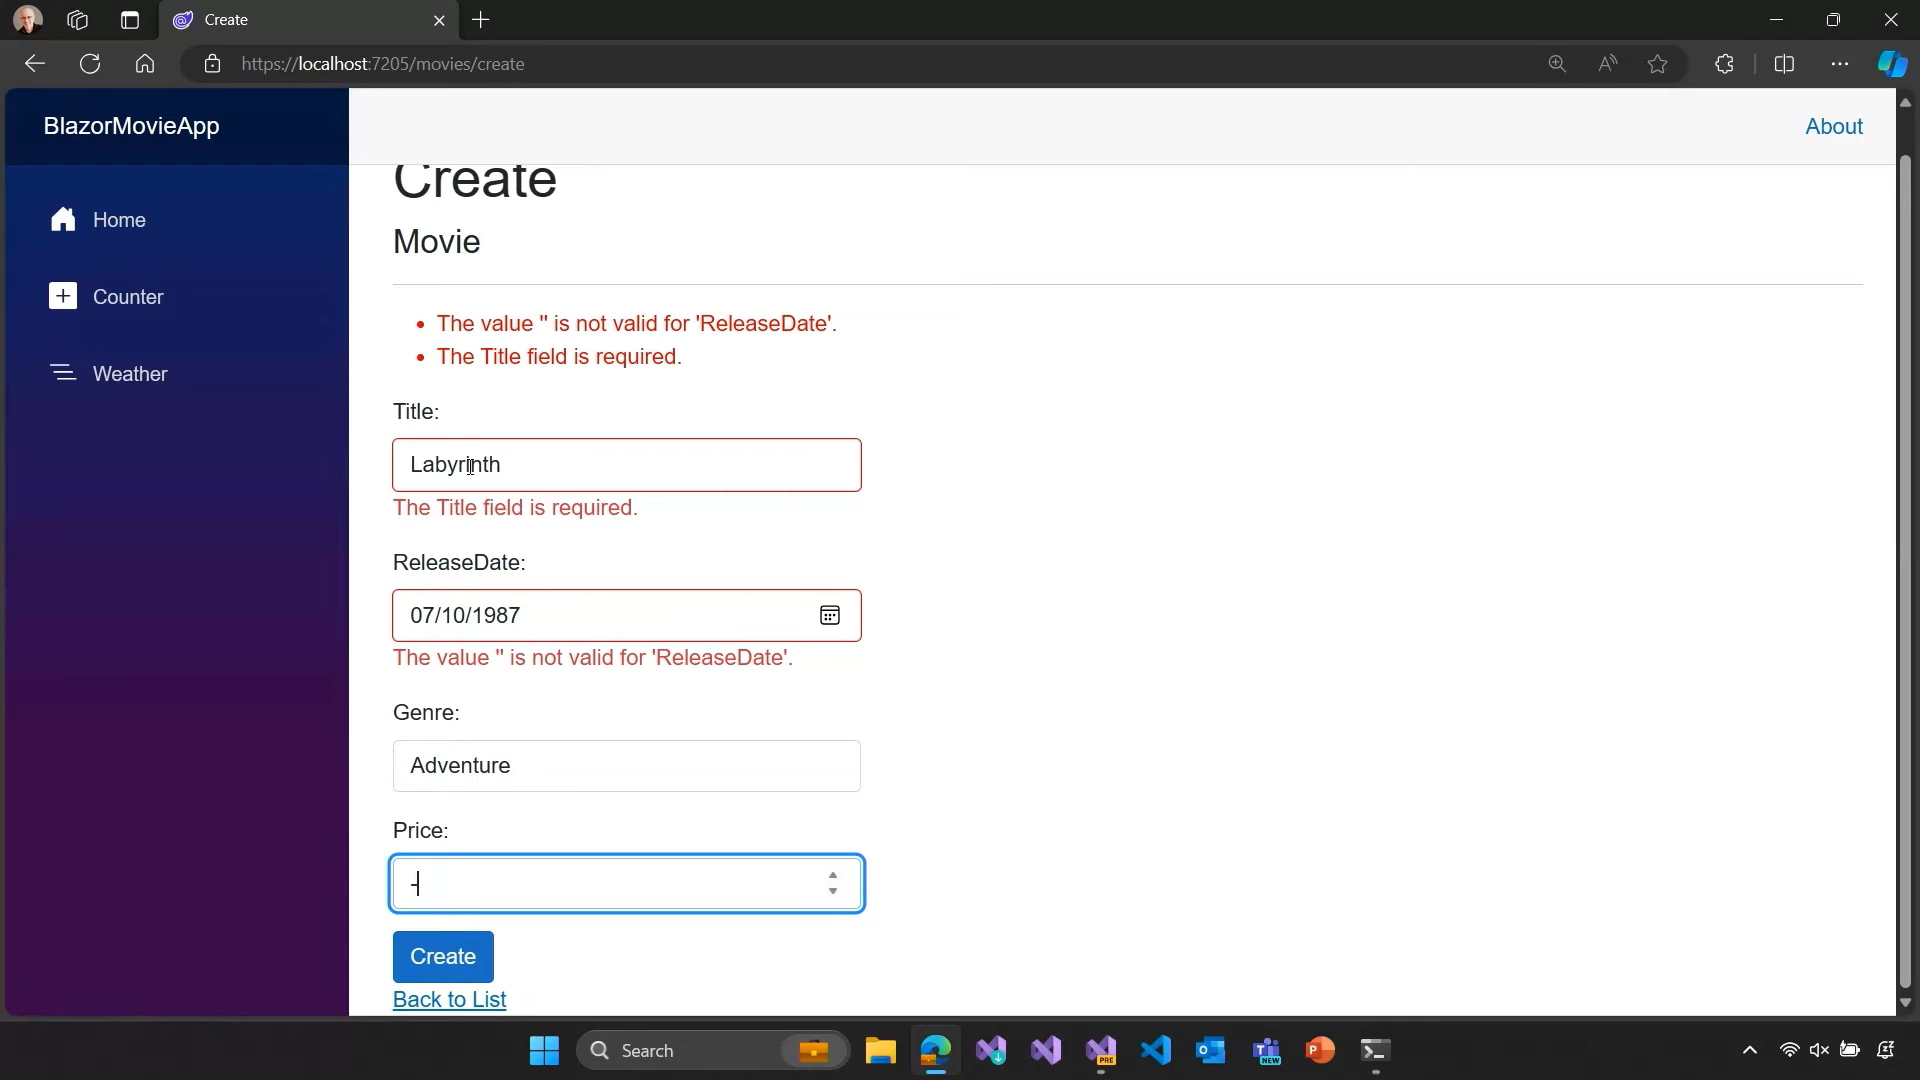 Create
https://localhost:7205/movies/create
BlazorMovieApp
About
Home
Counter
Weather
Create
Movie
The value '' is not valid for 'ReleaseDate'.
The Title field is required.
Title:
Labyrinth
The Title field is required.
ReleaseDate:
07/10/1987
The value '' is not valid for 'ReleaseDate'.
Genre:
Adventure
Price:
-
Create
Back to List
Search
PRE
NEW